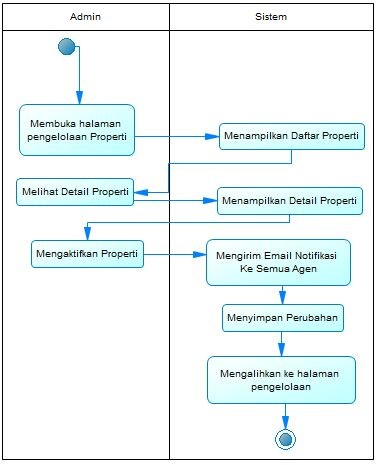 Admin
Sistem
Membuka halaman
pengelolaan Properti
Menampilkan Daftar Properti
Melihat Detail Properti
Menampilkan Detail Properti
Mengaktifkan Properti
Mengirim Email Notifikasi
Ke Semua Agen
Menyimpan Perubahan
Mengalihkan ke halaman
pengelolaan